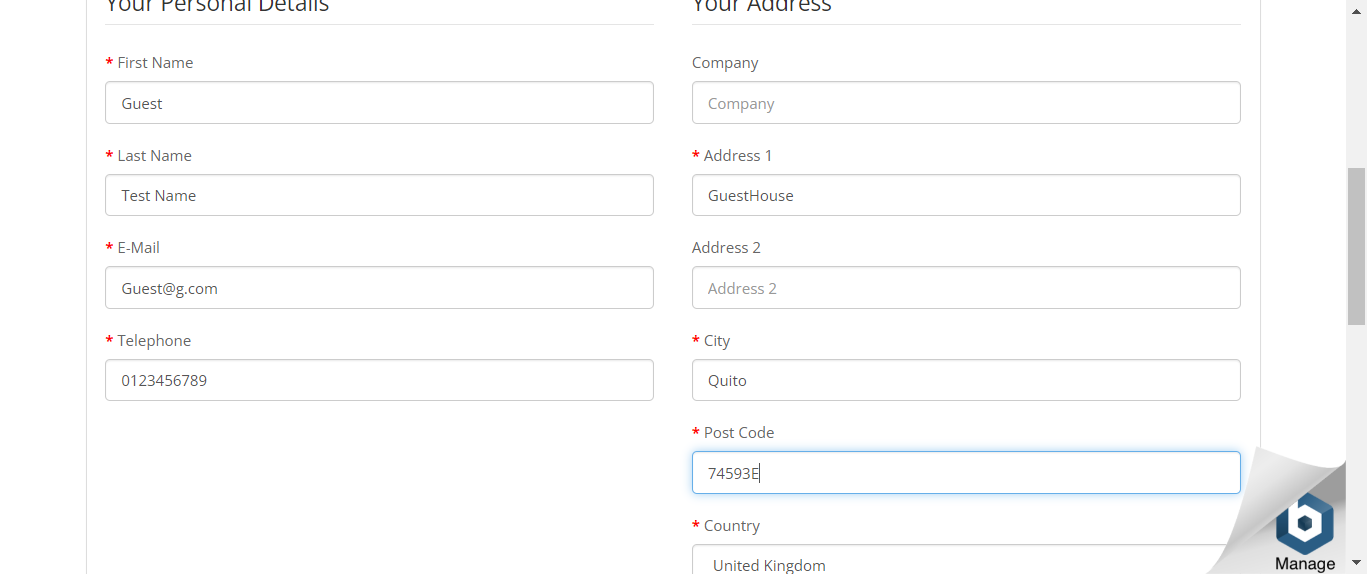 Your Personal Details
* First Name
Guest
* Last Name
Test Name
* E-Mail
Guest@g.com
* Telephone
0123456789
Your Address
Company
Company
* Address 1
GuestHouse
Address 2
Address 2
* City
Quito
* Post Code
74593E
* Country
United Kingdom
Manage